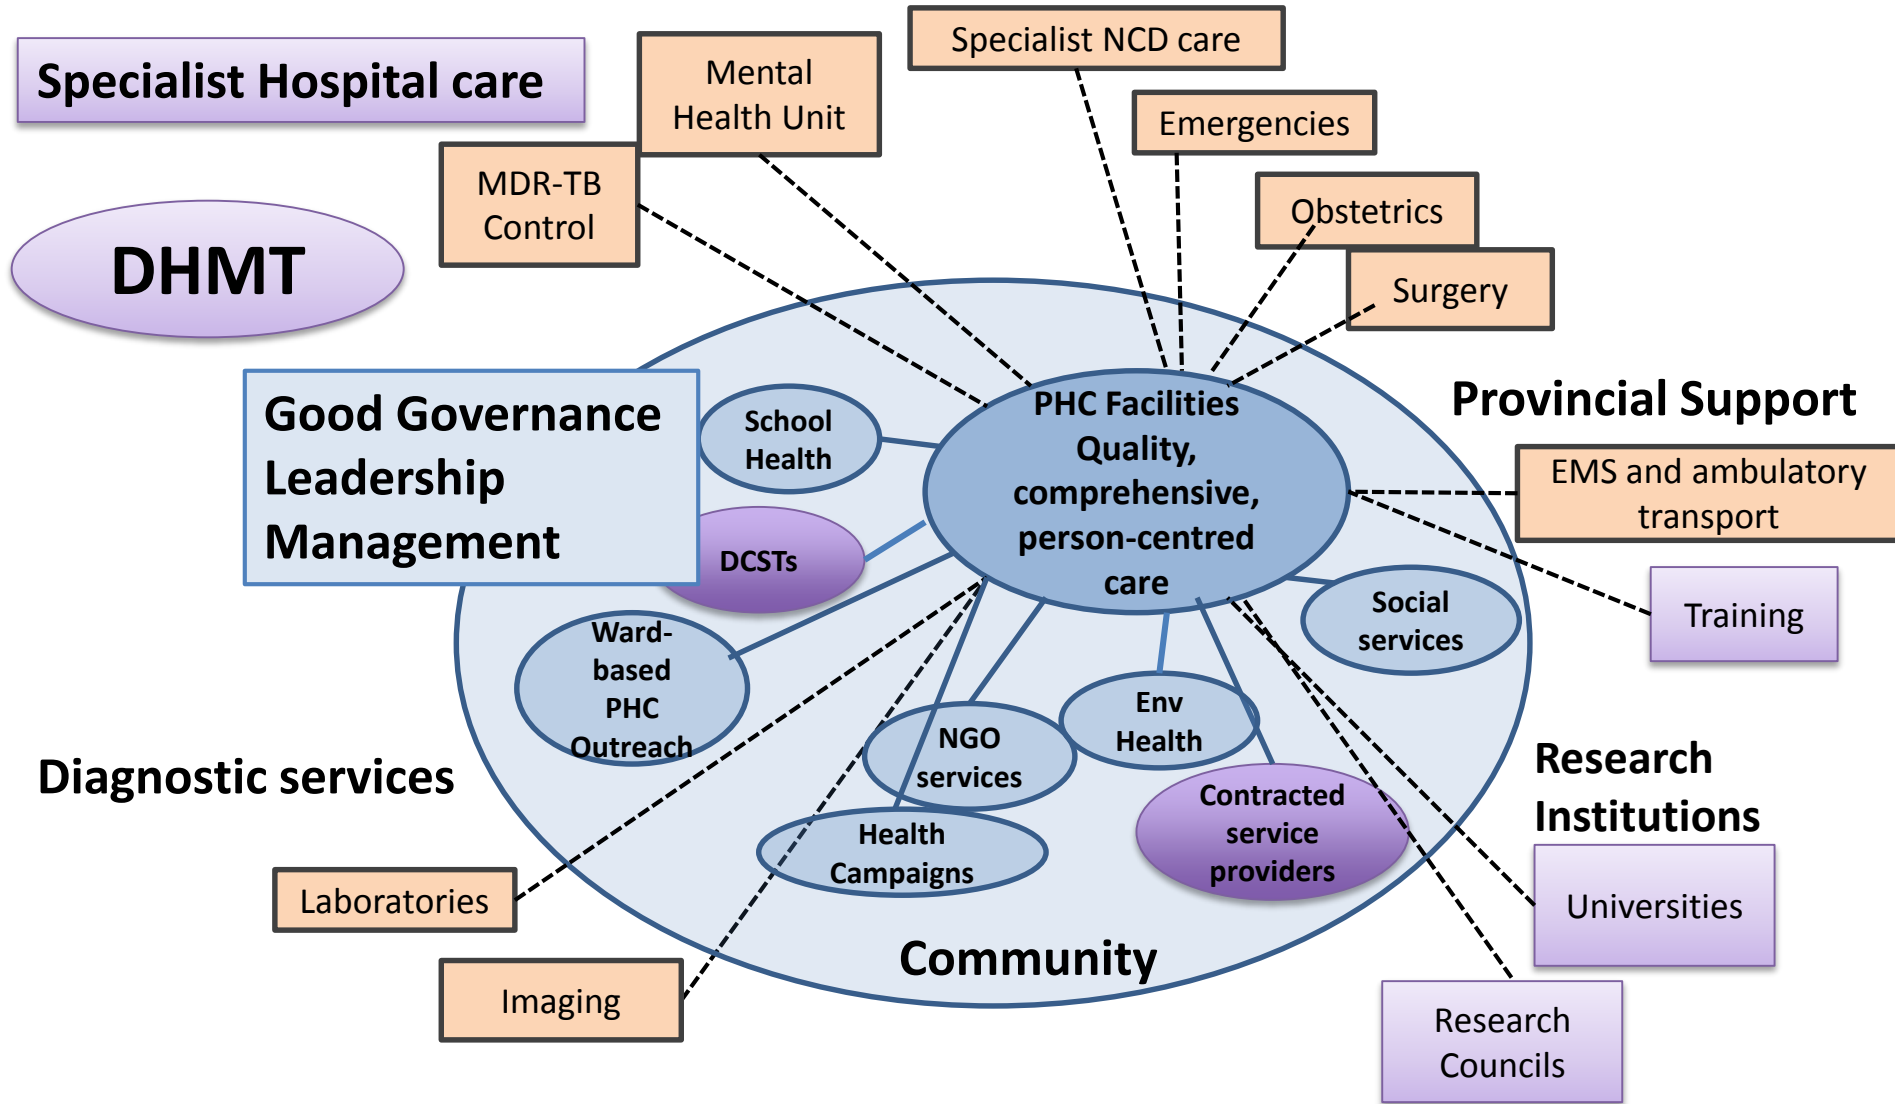 Specialist Hospital care
DHMT
Mental
Health Unit
MDR-TB
Control
Specialist NCD care
Emergencies
Obstetrics
Surgery
Good Governance
Leadership
Management
School
Health
DCSTs
PHC Facilities
Quality,
comprehensive,
person-centred
care
Provincial Support
EMS and ambulatory
transport
Training
Social
services
Ward-
based
PHC
Outreach
NGO
services
Env
Health
Health
Campaigns
Contracted
service
providers
Community
Diagnostic services
Laboratories
Imaging
Research
Institutions
Universities
Research
Councils